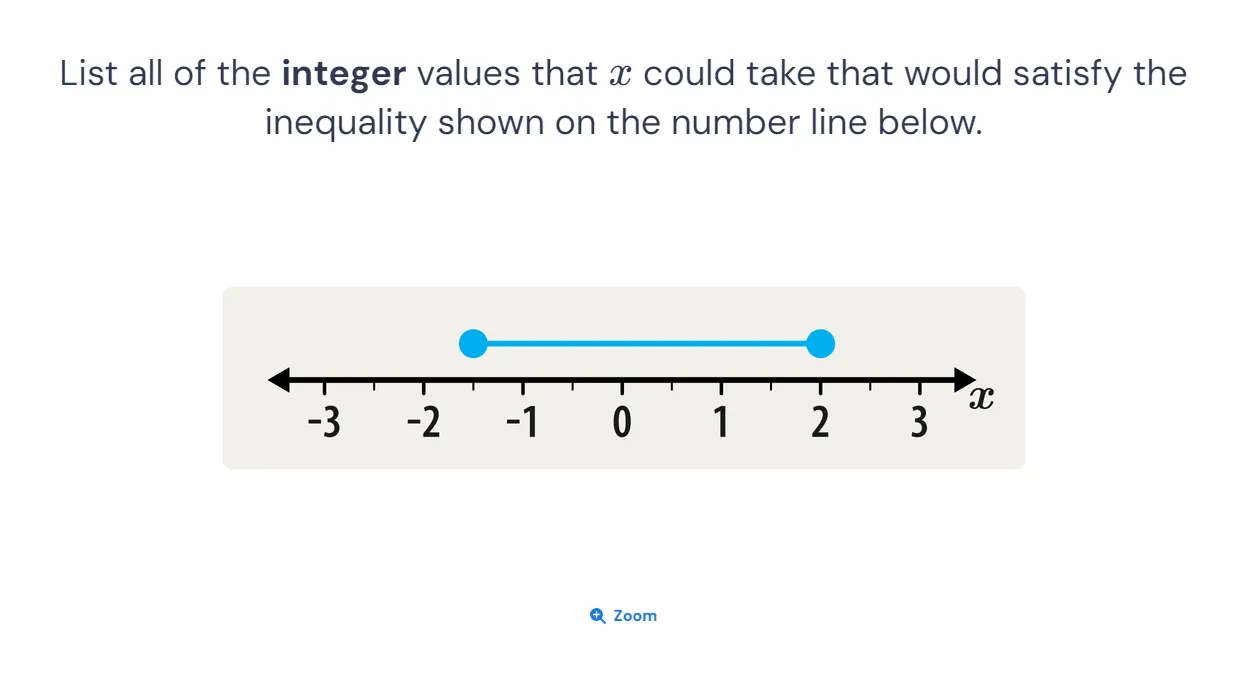 List all of the integer values that x could take that would satisfy the
inequality shown on the number line below.
-3 -2 -1 0 1 2 3 x
Zoom